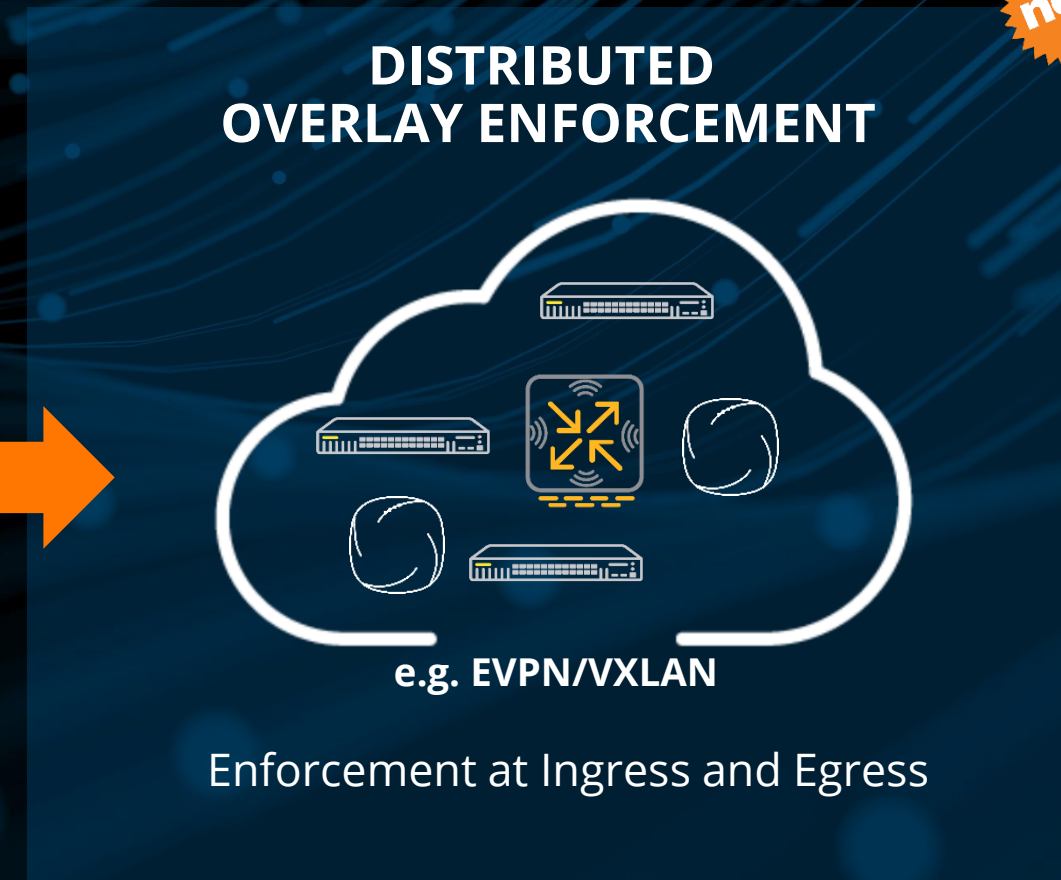 DISTRIBUTED
OVERLAY ENFORCEMENT
e.g. EVPN/VXLAN
Enforcement at Ingress and Egress